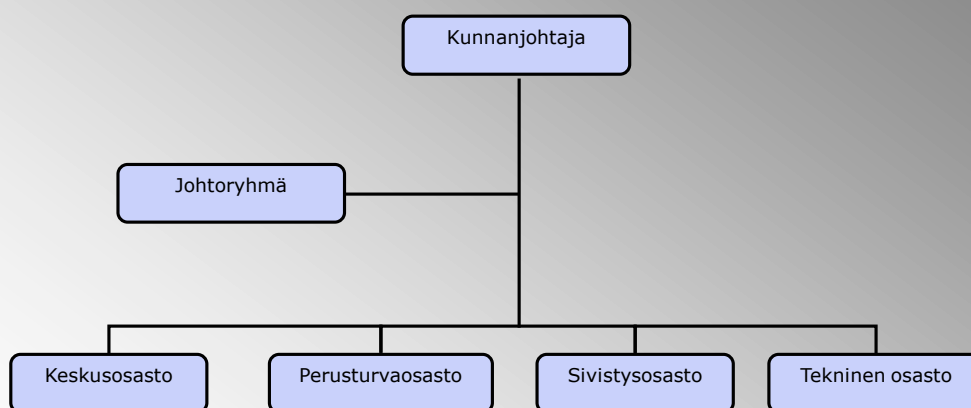 Kunnanjohtaja
Johtoryhmä
Keskusosasto
Perusturvaosasto
Sivistysosasto
Tekninen osasto